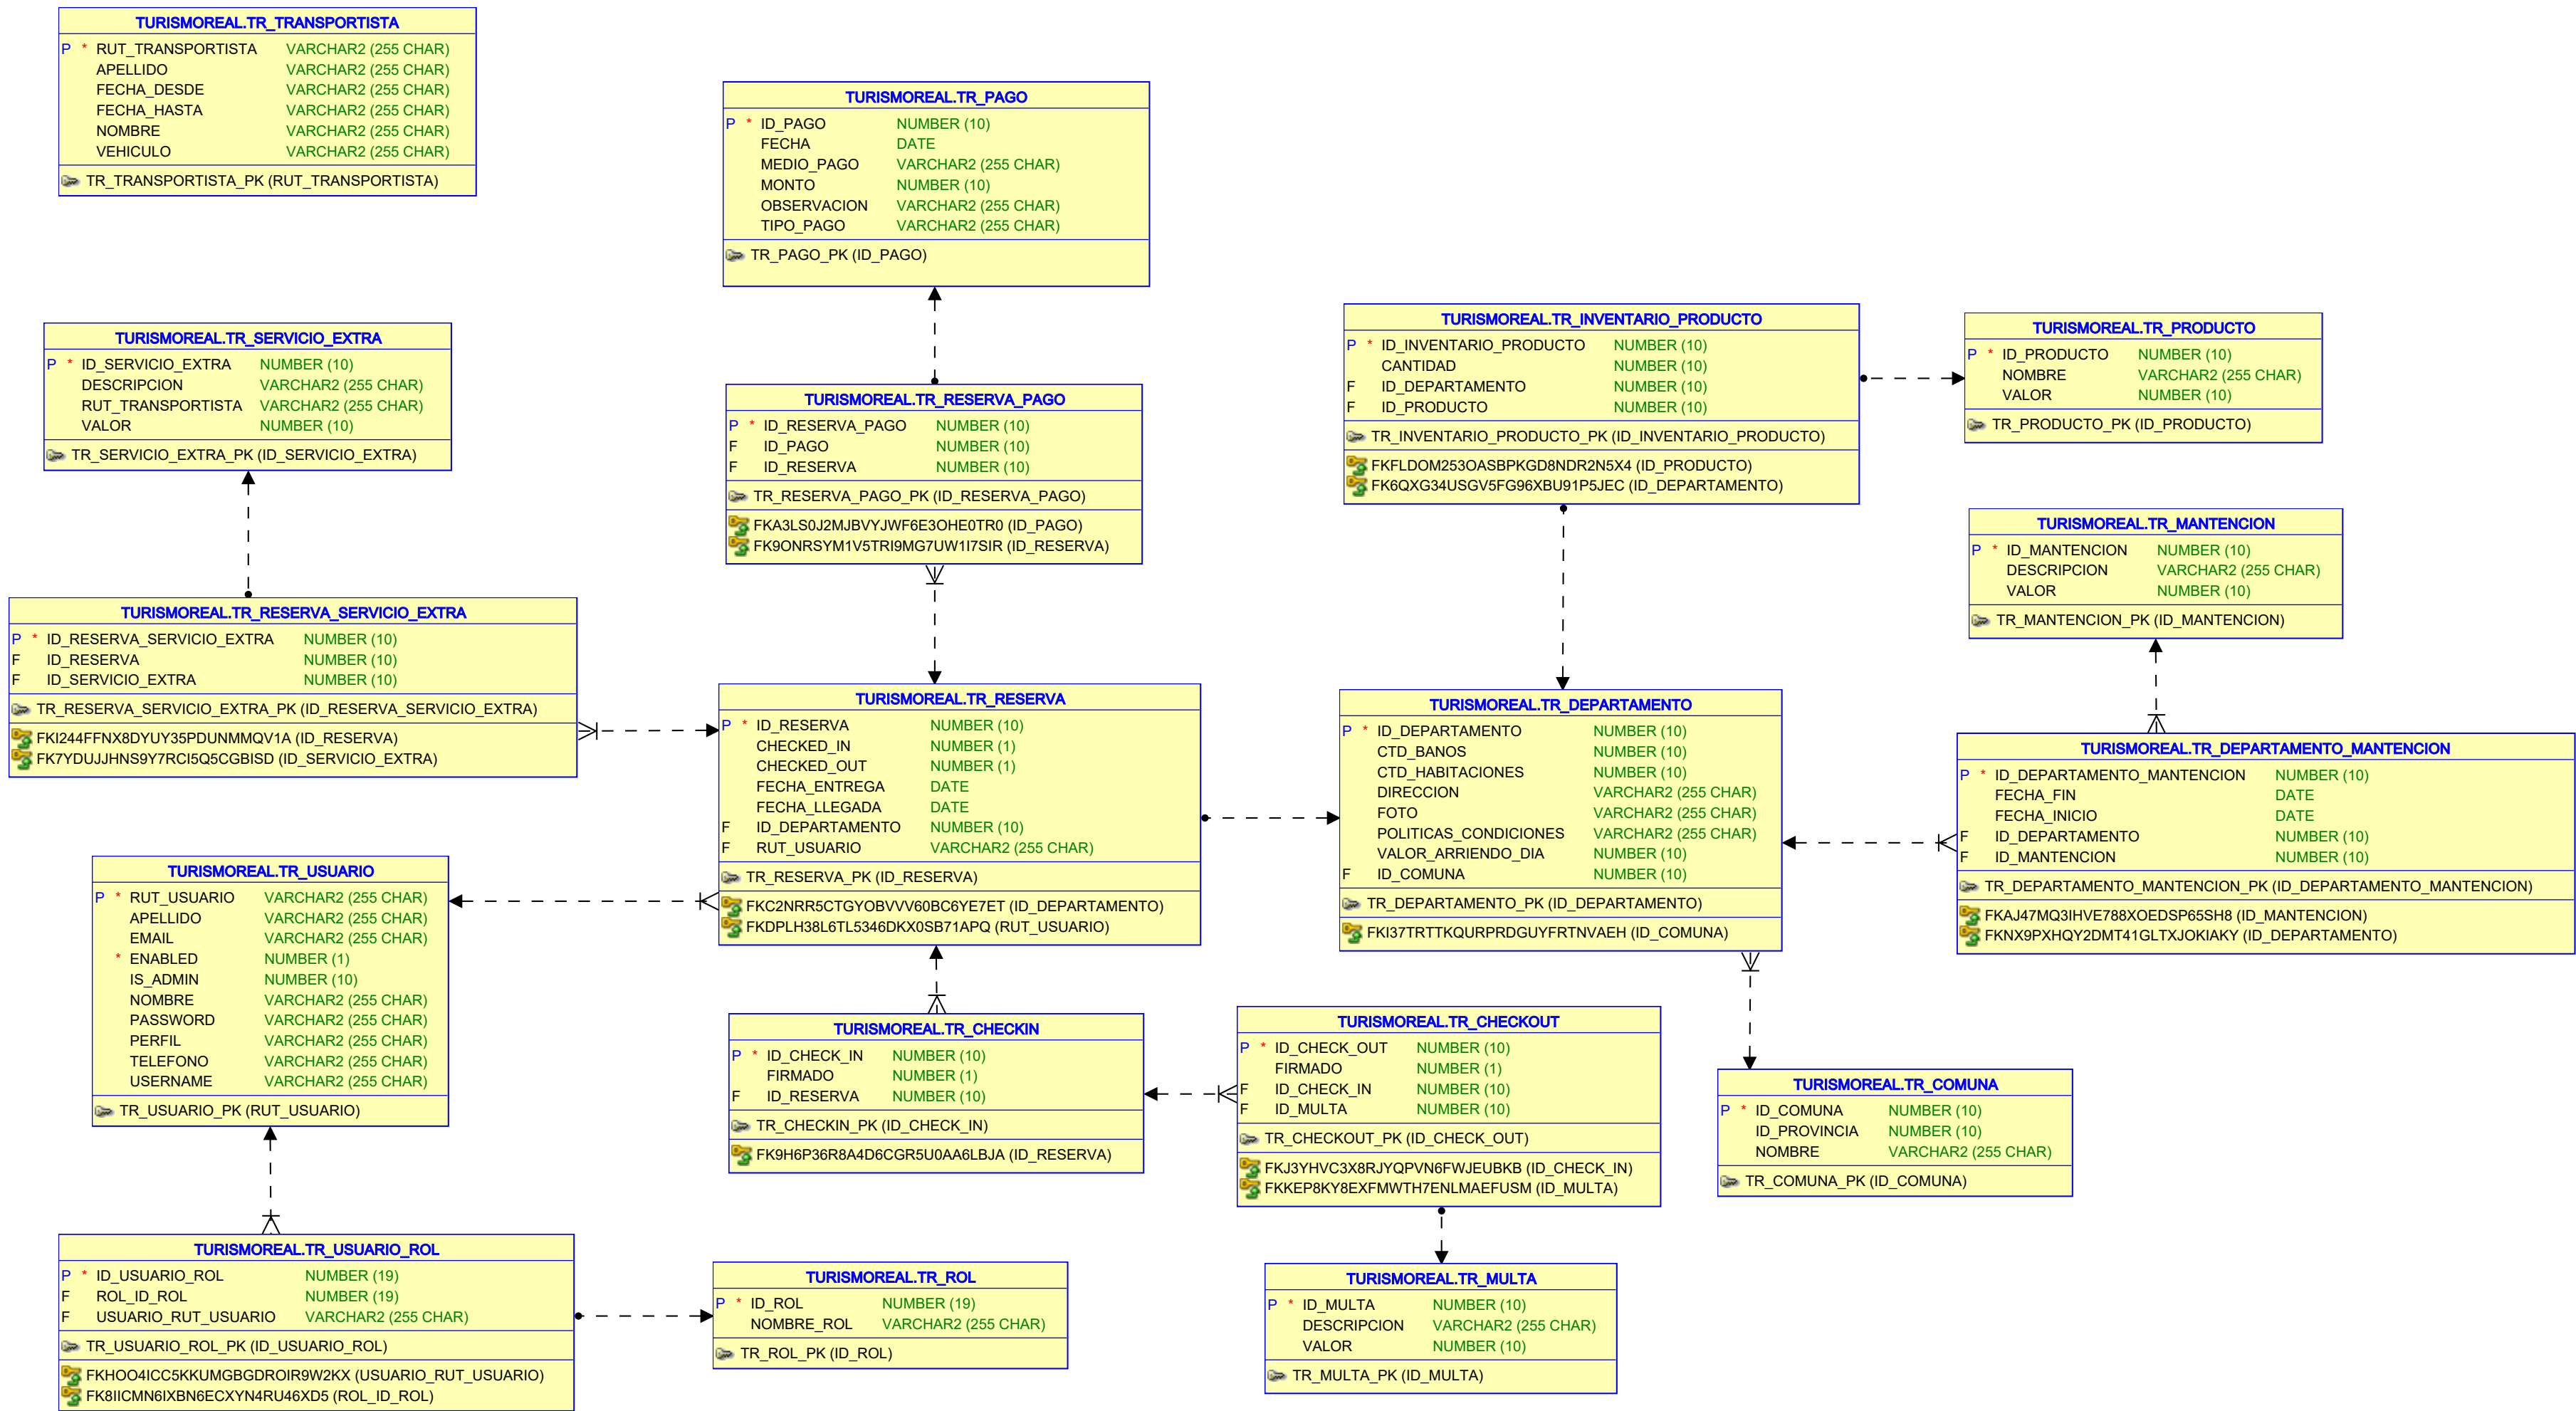 TURISMOREAL.TR_TRANSPORTISTA
P * RUT_TRANSPORTISTA VARCHAR2 (255 CHAR)
APELLIDO VARCHAR2 (255 CHAR)
FECHA_DESDE VARCHAR2 (255 CHAR)
FECHA_HASTA VARCHAR2 (255 CHAR)
NOMBRE VARCHAR2 (255 CHAR)
VEHICULO VARCHAR2 (255 CHAR)
TR_TRANSPORTISTA_PK (RUT_TRANSPORTISTA)
TURISMOREAL.TR_PAGO
P * ID_PAGO NUMBER (10)
FECHA DATE
MEDIO_PAGO VARCHAR2 (255 CHAR)
MONTO NUMBER (10)
OBSERVACION VARCHAR2 (255 CHAR)
TIPO_PAGO VARCHAR2 (255 CHAR)
TR_PAGO_PK (ID_PAGO)
TURISMOREAL.TR_SERVICIO_EXTRA
P * ID_SERVICIO_EXTRA NUMBER (10)
DESCRIPCION VARCHAR2 (255 CHAR)
RUT_TRANSPORTISTA VARCHAR2 (255 CHAR)
VALOR NUMBER (10)
TR_SERVICIO_EXTRA_PK (ID_SERVICIO_EXTRA)
TURISMOREAL.TR_RESERVA_PAGO
P * ID_RESERVA_PAGO NUMBER (10)
F ID_PAGO NUMBER (10)
F ID_RESERVA NUMBER (10)
TR_RESERVA_PAGO_PK (ID_RESERVA_PAGO)
FKA3LS0J2MJBVYJWF6E3OHE0TR0 (ID_PAGO)
FK9ONRSYM1V5TRI9MG7UW1I7SIR (ID_RESERVA)
TURISMOREAL.TR_INVENTARIO_PRODUCTO
P * ID_INVENTARIO_PRODUCTO NUMBER (10)
CANTIDAD NUMBER (10)
F ID_DEPARTAMENTO NUMBER (10)
F ID_PRODUCTO NUMBER (10)
TR_INVENTARIO_PRODUCTO_PK (ID_INVENTARIO_PRODUCTO)
FKFLDOM253OASBPKGD8NDR2N5X4 (ID_PRODUCTO)
FK6QXG34USGV5FG96XBU91P5JEC (ID_DEPARTAMENTO)
TURISMOREAL.TR_PRODUCTO
P * ID_PRODUCTO NUMBER (10)
NOMBRE VARCHAR2 (255 CHAR)
VALOR NUMBER (10)
TR_PRODUCTO_PK (ID_PRODUCTO)
TURISMOREAL.TR_MANTENCION
P * ID_MANTENCION NUMBER (10)
DESCRIPCION VARCHAR2 (255 CHAR)
VALOR NUMBER (10)
TR_MANTENCION_PK (ID_MANTENCION)
TURISMOREAL.TR_RESERVA_SERVICIO_EXTRA
P * ID_RESERVA_SERVICIO_EXTRA NUMBER (10)
F ID_RESERVA NUMBER (10)
F ID_SERVICIO_EXTRA NUMBER (10)
TR_RESERVA_SERVICIO_EXTRA_PK (ID_RESERVA_SERVICIO_EXTRA)
FKI244FFNX8DYUY35PDUNMMQV1A (ID_RESERVA)
FK7YDUJJHNS9Y7RCI5Q5CGBISD (ID_SERVICIO_EXTRA)
TURISMOREAL.TR_RESERVA
P * ID_RESERVA NUMBER (10)
CHECKED_IN NUMBER (1)
CHECKED_OUT NUMBER (1)
FECHA_ENTREGA DATE
FECHA_LLEGADA DATE
F ID_DEPARTAMENTO NUMBER (10)
F RUT_USUARIO VARCHAR2 (255 CHAR)
TR_RESERVA_PK (ID_RESERVA)
FKC2NRR5CTGYOBVVV60BC6YE7ET (ID_DEPARTAMENTO)
FKDPLH38L6TL5346DKX0SB71APQ (RUT_USUARIO)
TURISMOREAL.TR_DEPARTAMENTO
P * ID_DEPARTAMENTO NUMBER (10)
CTD_BANOS NUMBER (10)
CTD_HABITACIONES NUMBER (10)
DIRECCION VARCHAR2 (255 CHAR)
FOTO VARCHAR2 (255 CHAR)
POLITICAS_CONDICIONES VARCHAR2 (255 CHAR)
VALOR_ARRIENDO_DIA NUMBER (10)
F ID_COMUNA NUMBER (10)
TR_DEPARTAMENTO_PK (ID_DEPARTAMENTO)
FKI37TRTTKQURPRDGUYFRTNVAEH (ID_COMUNA)
TURISMOREAL.TR_DEPARTAMENTO_MANTENCION
P * ID_DEPARTAMENTO_MANTENCION NUMBER (10)
FECHA_FIN DATE
FECHA_INICIO DATE
F ID_DEPARTAMENTO NUMBER (10)
F ID_MANTENCION NUMBER (10)
TR_DEPARTAMENTO_MANTENCION_PK (ID_DEPARTAMENTO_MANTENCION)
FKAJ47MQ3IHVE788XOEDSP65SH8 (ID_MANTENCION)
FKNX9PXHQY2DMT41GLTXJOKIAKY (ID_DEPARTAMENTO)
TURISMOREAL.TR_USUARIO
P * RUT_USUARIO VARCHAR2 (255 CHAR)
APELLIDO VARCHAR2 (255 CHAR)
EMAIL VARCHAR2 (255 CHAR)
* ENABLED NUMBER (1)
IS_ADMIN NUMBER (10)
NOMBRE VARCHAR2 (255 CHAR)
PASSWORD VARCHAR2 (255 CHAR)
PERFIL VARCHAR2 (255 CHAR)
TELEFONO VARCHAR2 (255 CHAR)
USERNAME VARCHAR2 (255 CHAR)
TR_USUARIO_PK (RUT_USUARIO)
TURISMOREAL.TR_CHECKIN
P * ID_CHECK_IN NUMBER (10)
FIRMADO NUMBER (1)
F ID_RESERVA NUMBER (10)
TR_CHECKIN_PK (ID_CHECK_IN)
FK9H6P36R8A4D6CGR5U0AA6LBJA (ID_RESERVA)
TURISMOREAL.TR_CHECKOUT
P * ID_CHECK_OUT NUMBER (10)
FIRMADO NUMBER (1)
F ID_CHECK_IN NUMBER (10)
F ID_MULTA NUMBER (10)
TR_CHECKOUT_PK (ID_CHECK_OUT)
FKJ3YHVC3X8RJYQPVN6FWJEUBKB (ID_CHECK_IN)
FKKEP8KY8EXFMWTH7ENLMAEFUSM (ID_MULTA)
TURISMOREAL.TR_COMUNA
P * ID_COMUNA NUMBER (10)
ID_PROVINCIA NUMBER (10)
NOMBRE VARCHAR2 (255 CHAR)
TR_COMUNA_PK (ID_COMUNA)
TURISMOREAL.TR_USUARIO_ROL
P * ID_USUARIO_ROL NUMBER (19)
F ROL_ID_ROL NUMBER (19)
F USUARIO_RUT_USUARIO VARCHAR2 (255 CHAR)
TR_USUARIO_ROL_PK (ID_USUARIO_ROL)
FKHOO4ICC5KKUMGBGDROIR9W2KX (USUARIO_RUT_USUARIO)
FK8IICMN6IXBN6ECXYN4RU46XD5 (ROL_ID_ROL)
TURISMOREAL.TR_ROL
P * ID_ROL NUMBER (19)
NOMBRE_ROL VARCHAR2 (255 CHAR)
TR_ROL_PK (ID_ROL)
TURISMOREAL.TR_MULTA
P * ID_MULTA NUMBER (10)
DESCRIPCION VARCHAR2 (255 CHAR)
VALOR NUMBER (10)
TR_MULTA_PK (ID_MULTA)